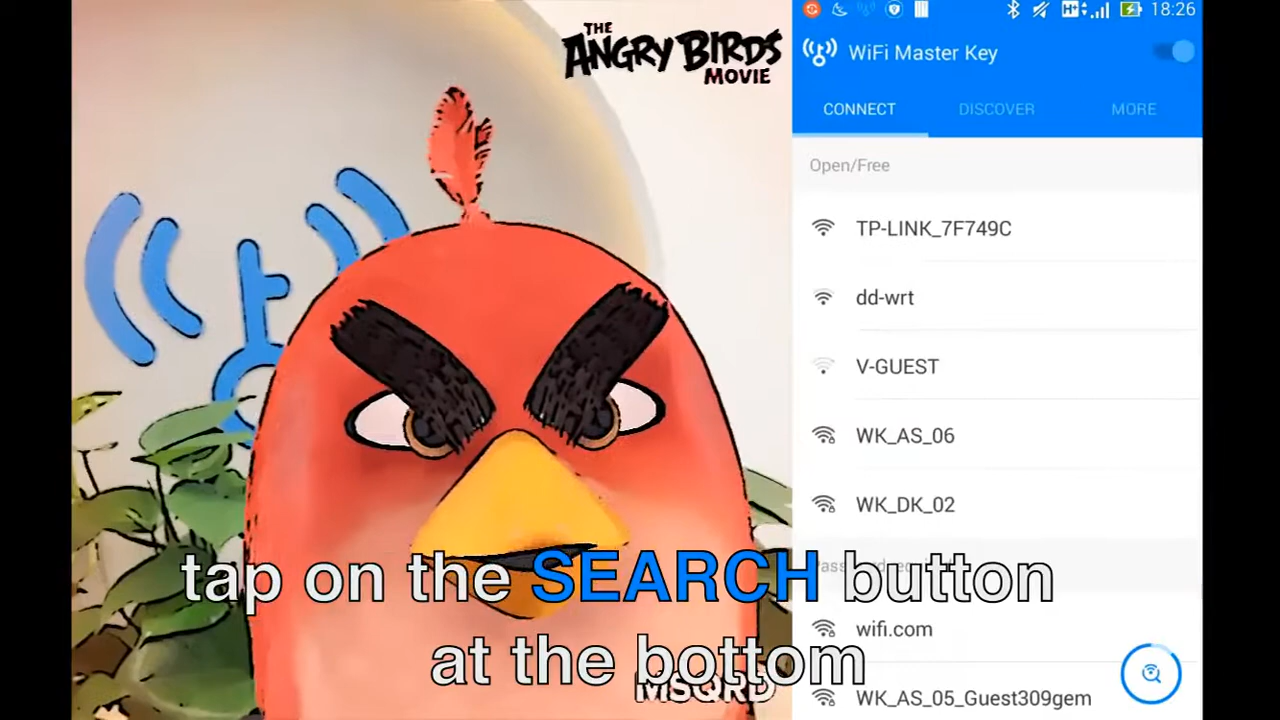 THE
ANGRY BIRDS
MOVIE
18:26
WiFi Master Key
CONNECT DISCOVER MORE
Open/Free
TP-LINK_7F749C
dd-wrt
V-GUEST
WK_AS_06
WK_DK_02
wifi.com
WK_AS_05_Guest309gem
tap on the SEARCH button
at the bottom
MSQRD